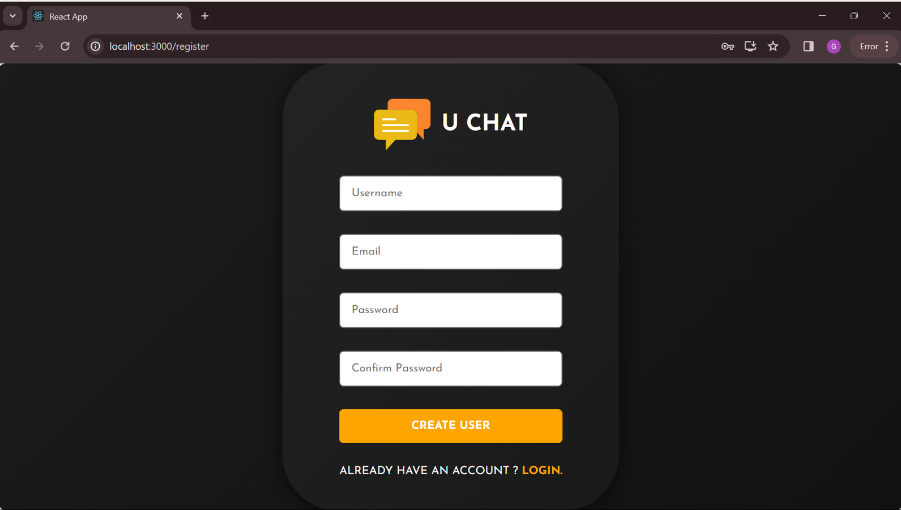 React App
localhost:3000/register
G
Error
U CHAT
Username
Email
Password
Confirm Password
CREATE USER
ALREADY HAVE AN ACCOUNT ? LOGIN.